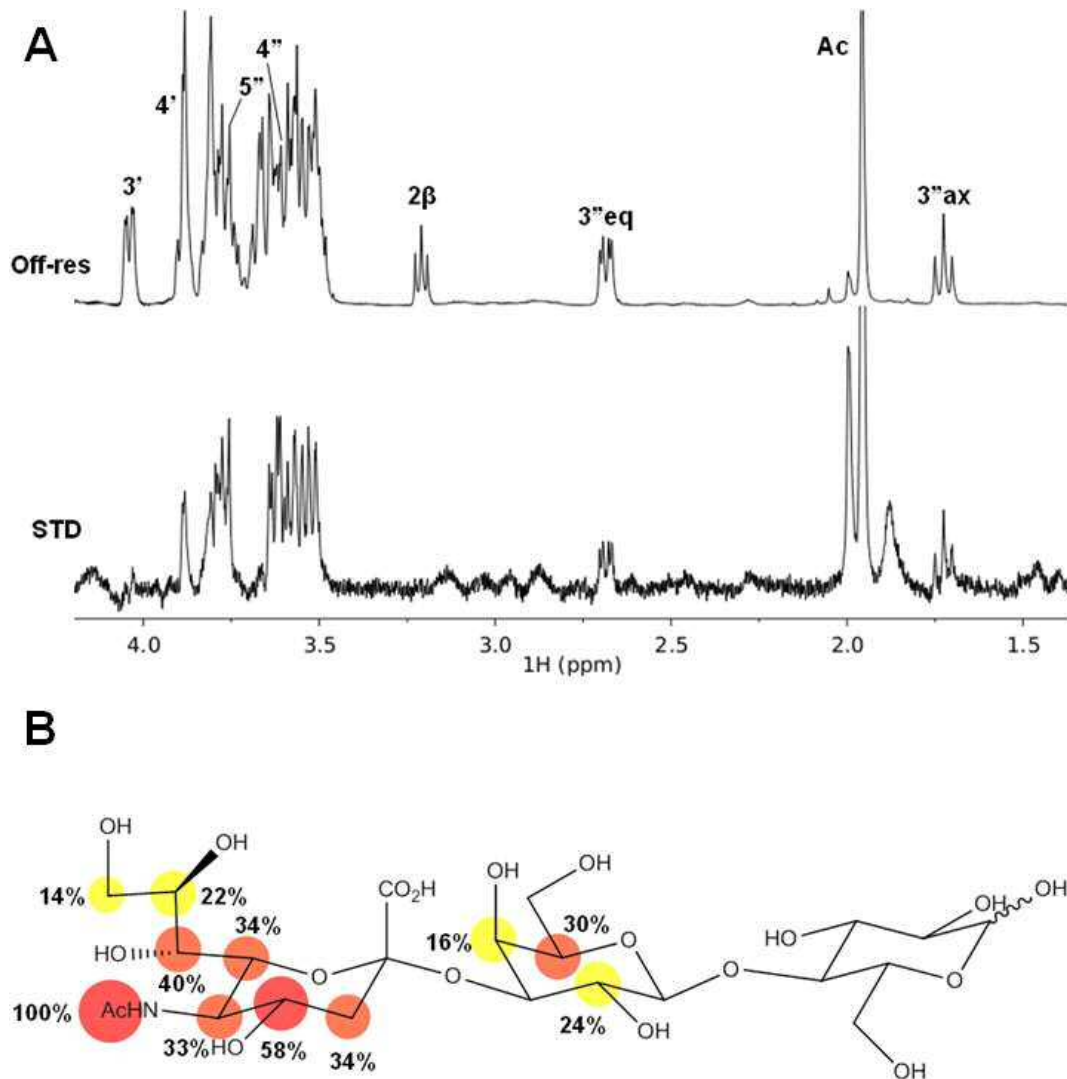 A
4"
Ac
5"
4'
3'
2β
3"eq
3"ax
Off-res
STD
4.0 3.5 3.0 2.5 2.0 1.5
1H (ppm)
B
OH
OH
14%
22%
CO₂H
OH
OH
34%
16%
30%
HO
OH
OH
HO
HO
O
O
O
O
O
40%
100%
AcHN
33%
HO
58%
34%
OH
24%
OH